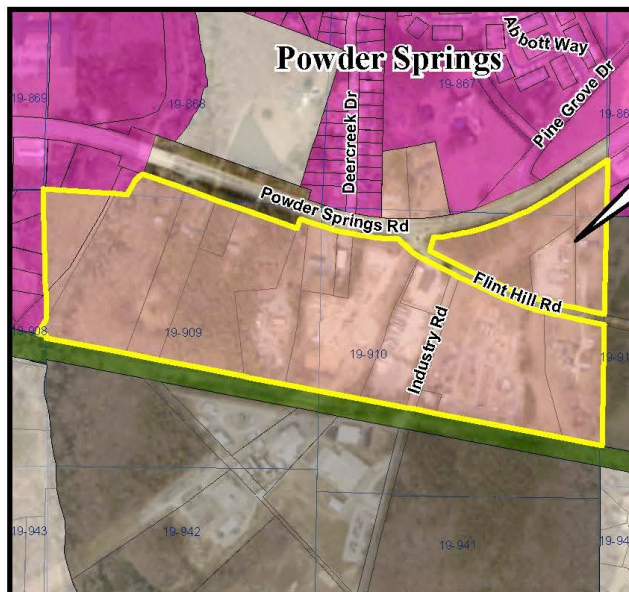 Abbott Way
Powder Springs
19-869
19-868
19-867
Pine Grove Dr
Deercreek Dr
Powder Springs Rd
Flint Hill Rd
19-908
19-909
19-910
Industry Rd
19-943
19-942
19-941